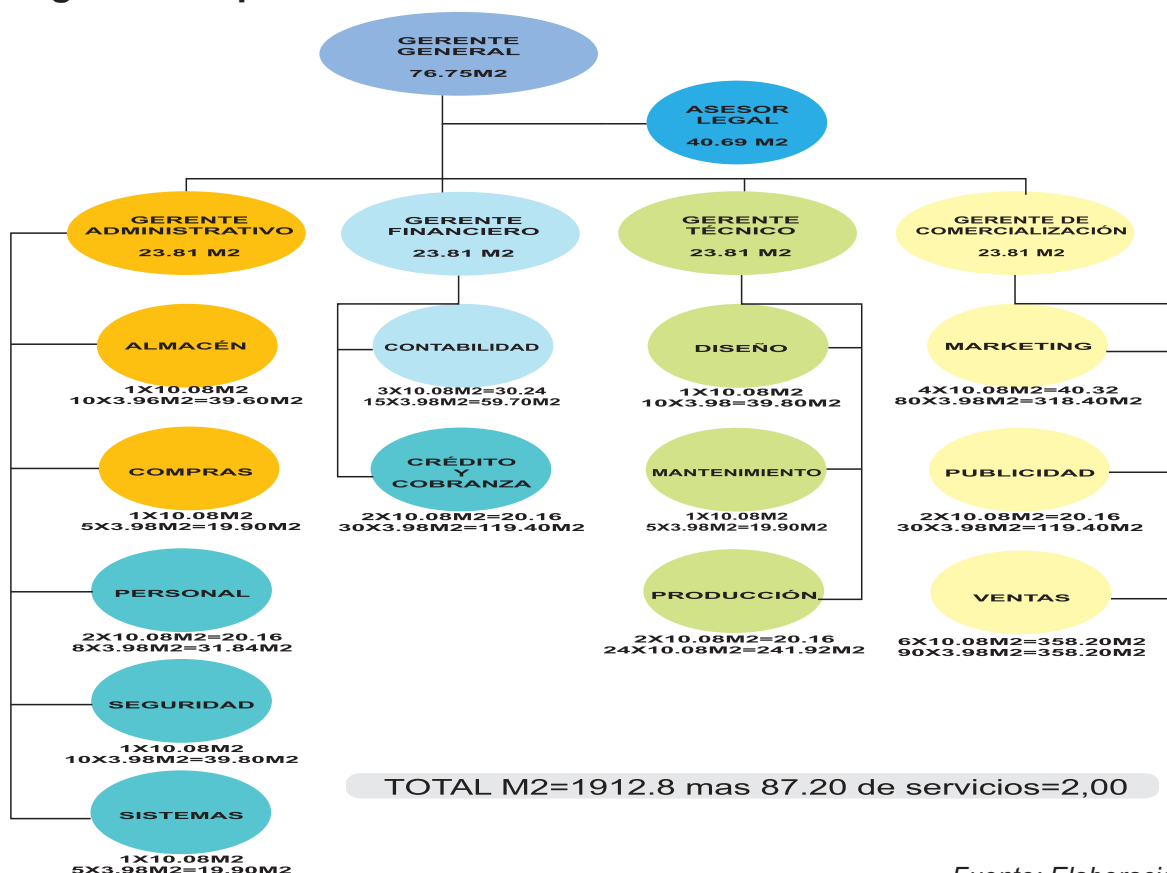 GERENTE
GENERAL
76.75M2
ASESOR
LEGAL
40.69 M2
GERENTE
ADMINISTRATIVO
23.81 M2
GERENTE
FINANCIERO
23.81 M2
GERENTE
TÉCNICO
23.81 M2
GERENTE DE
COMERCIALIZACIÓN
23.81 M2
ALMACÉN
1X10.08M2
10X3.96M2=39.60M2
CONTABILIDAD
3X10.08M2=30.24
15X3.98M2=59.70M2
DISEÑO
1X10.08M2
10X3.98=39.80M2
MARKETING
4X10.08M2=40.32
80X3.98M2=318.40M2
COMPRAS
1X10.08M2
5X3.98M2=19.90M2
CRÉDITO
Y
COBRANZA
2X10.08M2=20.16
30X3.98M2=119.40M2
MANTENIMIENTO
1X10.08M2
5X3.98M2=19.90M2
PUBLICIDAD
2X10.08M2=20.16
30X3.98M2=119.40M2
PERSONAL
2X10.08M2=20.16
8X3.98M2=31.84M2
PRODUCCIÓN
2X10.08M2=20.16
24X10.08M2=241.92M2
VENTAS
6X10.08M2=358.20M2
90X3.98M2=358.20M2
SEGURIDAD
1X10.08M2
10X3.98M2=39.80M2
TOTAL M2=1912.8 mas 87.20 de servicios=2,00
SISTEMAS
1X10.08M2
5X3.98M2=19.90M2
Fuente: